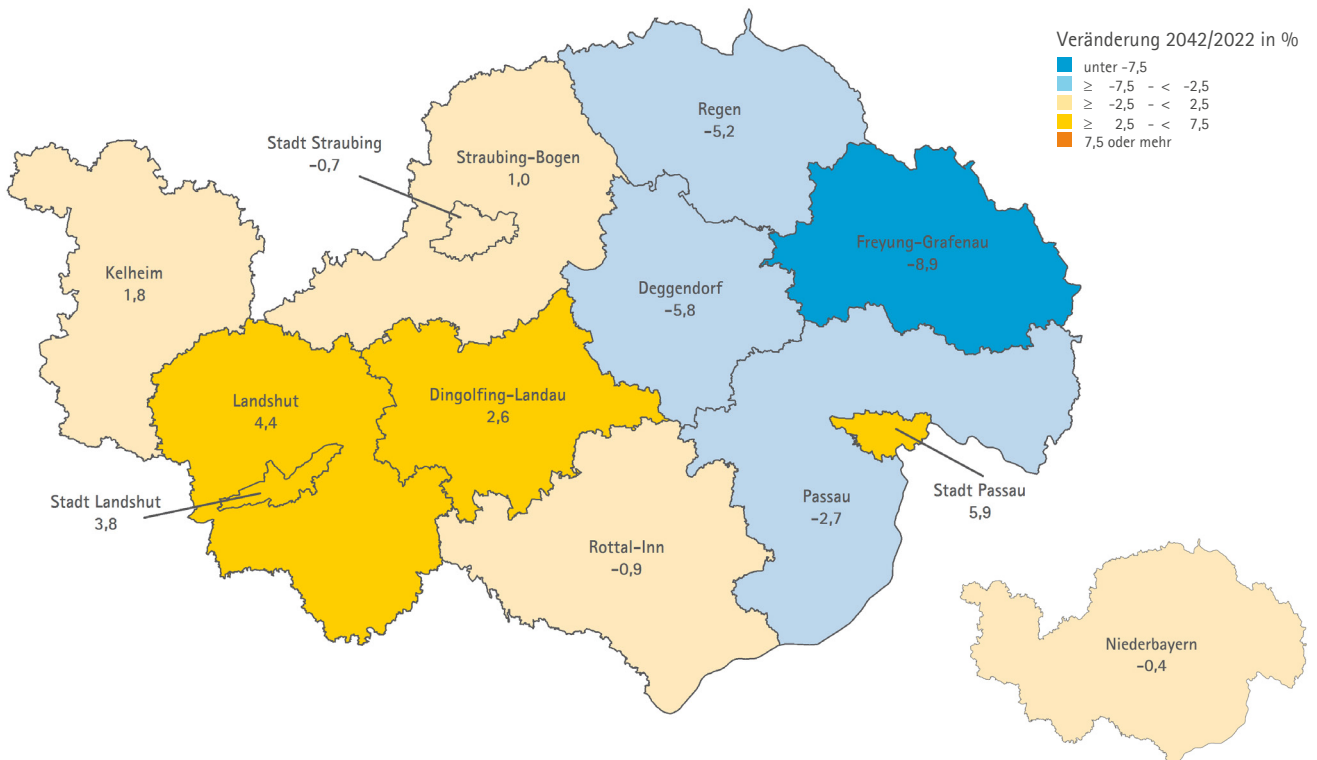 Veränderung 2042/2022 in %
unter -7,5
≥ -7,5 - < -2,5
≥ -2,5 - < 2,5
≥ 2,5 - < 7,5
7,5 oder mehr
Regen
-5,2
Stadt Straubing
-0,7
Straubing-Bogen
1,0
Freyung-Grafenau
-8,9
Kelheim
1,8
Deggendorf
-5,8
Landshut
4,4
Dingolfing-Landau
2,6
Stadt Landshut
3,8
Passau
-2,7
Stadt Passau
5,9
Rottal-Inn
-0,9
Niederbayern
-0,4